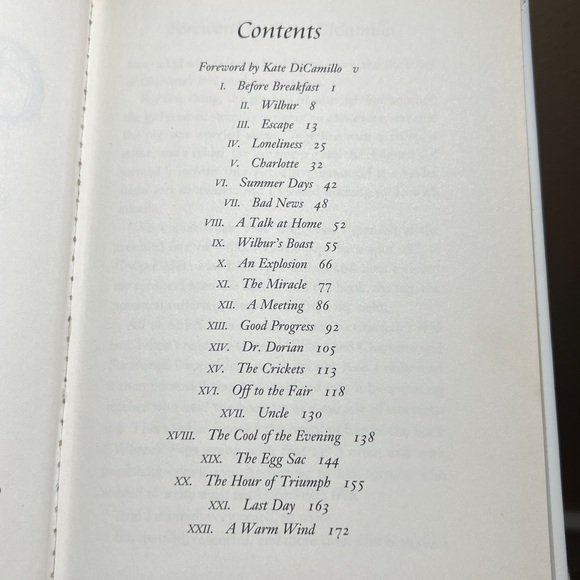 Contents
Foreword by Kate DiCamillo v
I. Before Breakfast 1
II. Wilbur 8
III. Escape 13
IV. Loneliness 25
V. Charlotte 32
VI. Summer Days 42
VII. Bad News 48
VIII. A Talk at Home 52
IX. Wilbur's Boast 55
X. An Explosion 66
XI. The Miracle 77
XII. A Meeting 86
XIII. Good Progress 92
XIV. Dr. Dorian 105
XV. The Crickets 113
XVI. Off to the Fair 118
XVII. Uncle 130
XVIII. The Cool of the Evening 138
XIX. The Egg Sac 144
XX. The Hour of Triumph 155
XXI. Last Day 163
XXII. A Warm Wind 172